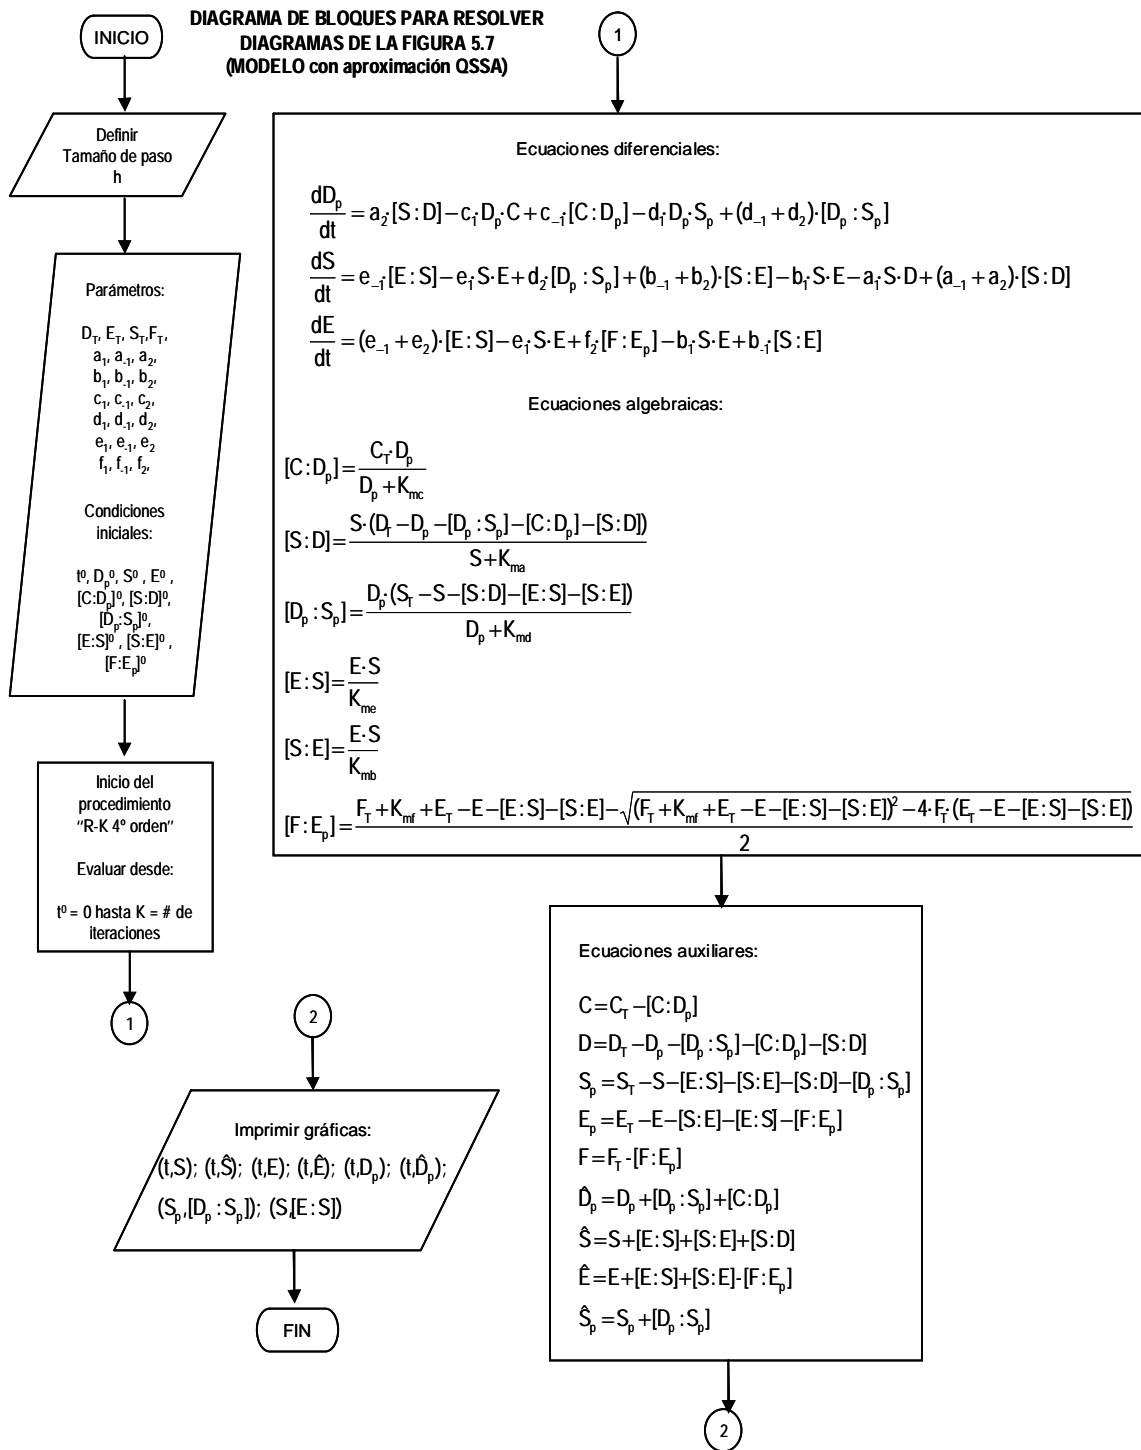 DIAGRAMA DE BLOQUES PARA RESOLVER
DIAGRAMAS DE LA FIGURA 5.7
(MODELO con aproximación QSSA)
INICIO
Definir
Tamaño de paso
h
Parámetros:
D_T, E_T, S_T, F_T,
a_1, a_-1, a_2,
b_1, b_-1, b_2,
c_1, c_-1, c_2,
d_1, d_-1, d_2,
e_1, e_-1, e_2
f_1, f_-1, f_2,
Condiciones
iniciales:
t⁰, D_p⁰, S⁰, E⁰,
[C:D_p]⁰, [S:D]⁰,
[D_p:S_p]⁰,
[E:S]⁰, [S:E]⁰,
[F:E_p]⁰
Inicio del
procedimiento
“R-K 4º orden”
Evaluar desde:
t⁰ = 0 hasta K = # de
iteraciones
1
1
Ecuaciones diferenciales:
dD_p/dt = a_2·[S:D]−c_1·D_p·C+c_−1·[C:D_p]−d_1·D_p·S_p+(d_−1+d_2)·[D_p:S_p]
dS/dt = e_−1·[E:S]−e_1·S·E+d_2·[D_p:S_p]+(b_−1+b_2)·[S:E]−b_1·S·E−a_1·S·D+(a_−1+a_2)·[S:D]
dE/dt = (e_−1+e_2)·[E:S]−e_1·S·E+f_2·[F:E_p]−b_1·S·E+b_-1·[S:E]
Ecuaciones algebraicas:
[C:D_p]=C_T·D_p/(D_p+K_mc)
[S:D]=S·(D_T−D_p−[D_p:S_p]−[C:D_p]−[S:D])/(S+K_ma)
[D_p:S_p]=D_p·(S_T−S−[S:D]−[E:S]−[S:E])/(D_p+K_md)
[E:S]=E·S/K_me
[S:E]=E·S/K_mb
[F:E_p]=(F_T+K_mf+E_T−E−[E:S]−[S:E]−√((F_T+K_mf+E_T−E−[E:S]−[S:E])²−4·F_T·(E_T−E−[E:S]−[S:E])))/2
Ecuaciones auxiliares:
C=C_T−[C:D_p]
D=D_T−D_p−[D_p:S_p]−[C:D_p]−[S:D]
S_p=S_T−S−[E:S]−[S:E]−[S:D]−[D_p:S_p]
E_p=E_T−E−[S:E]−[E:S]−[F:E_p]
F=F_T-[F:E_p]
D̂_p=D_p+[D_p:S_p]+[C:D_p]
Ŝ=S+[E:S]+[S:E]+[S:D]
Ê=E+[E:S]+[S:E]-[F:E_p]
Ŝ_p=S_p+[D_p:S_p]
2
2
Imprimir gráficas:
(t,S); (t,Ŝ); (t,E); (t,Ê); (t,D_p); (t,D̂_p);
(S_p,[D_p:S_p]); (S,[E:S])
FIN